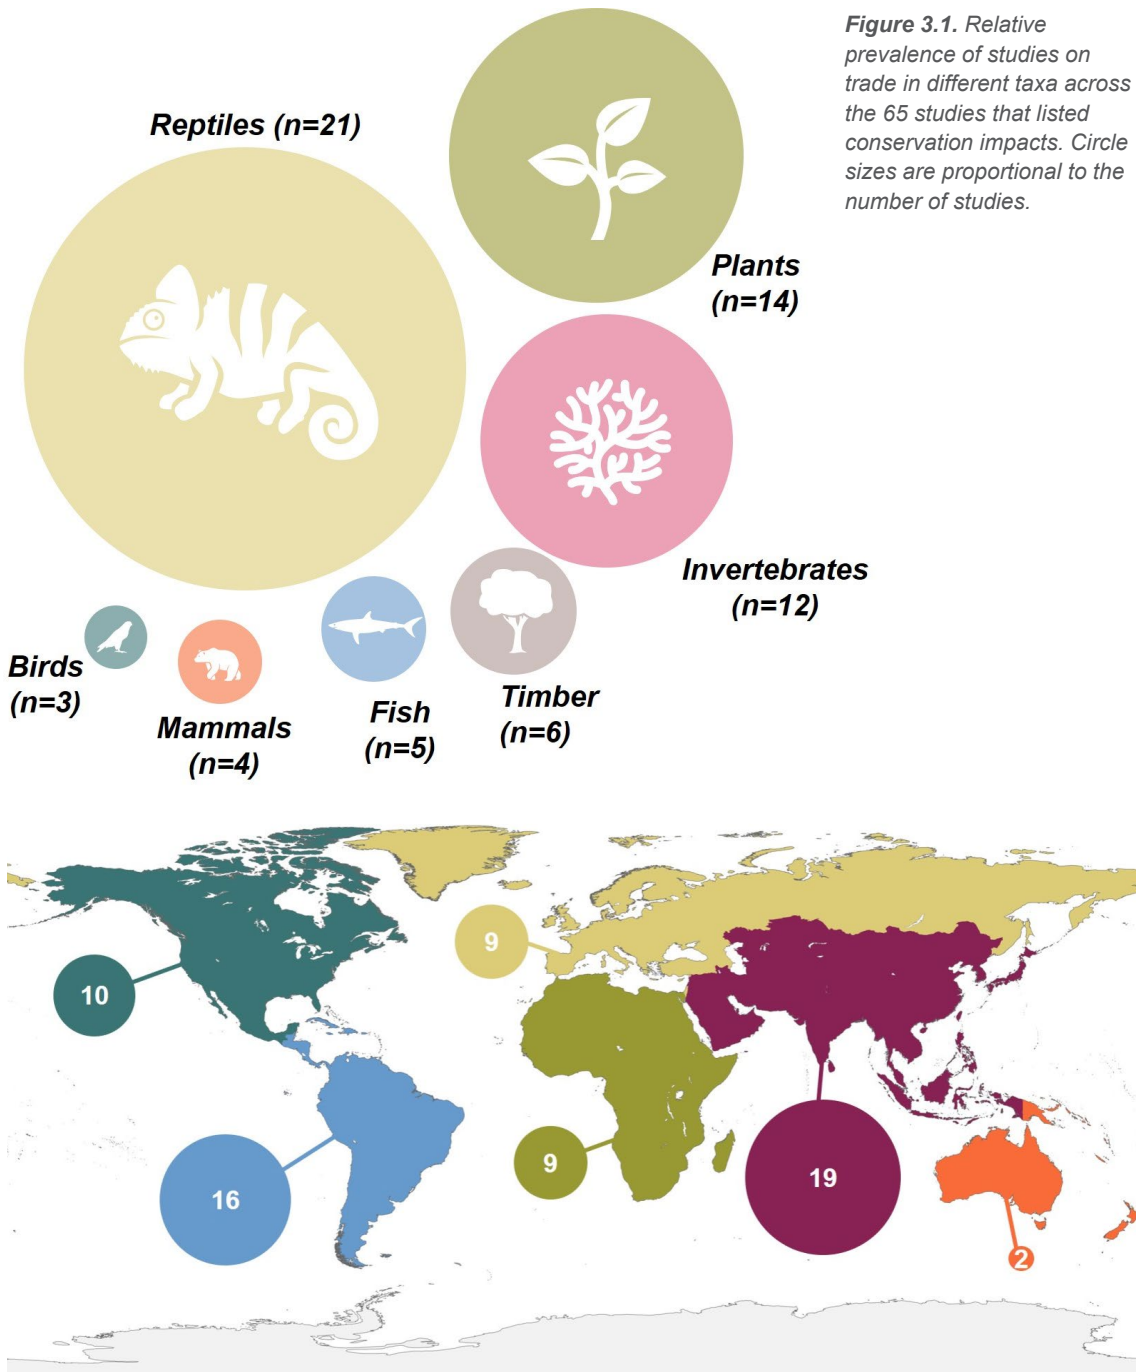 Figure 3.1. Relative
prevalence of studies on
trade in different taxa across
the 65 studies that listed
conservation impacts. Circle
sizes are proportional to the
number of studies.
Reptiles (n=21)
Plants
(n=14)
Invertebrates
(n=12)
Birds
(n=3)
Mammals
(n=4)
Fish
(n=5)
Timber
(n=6)
9
10
9
19
16
2